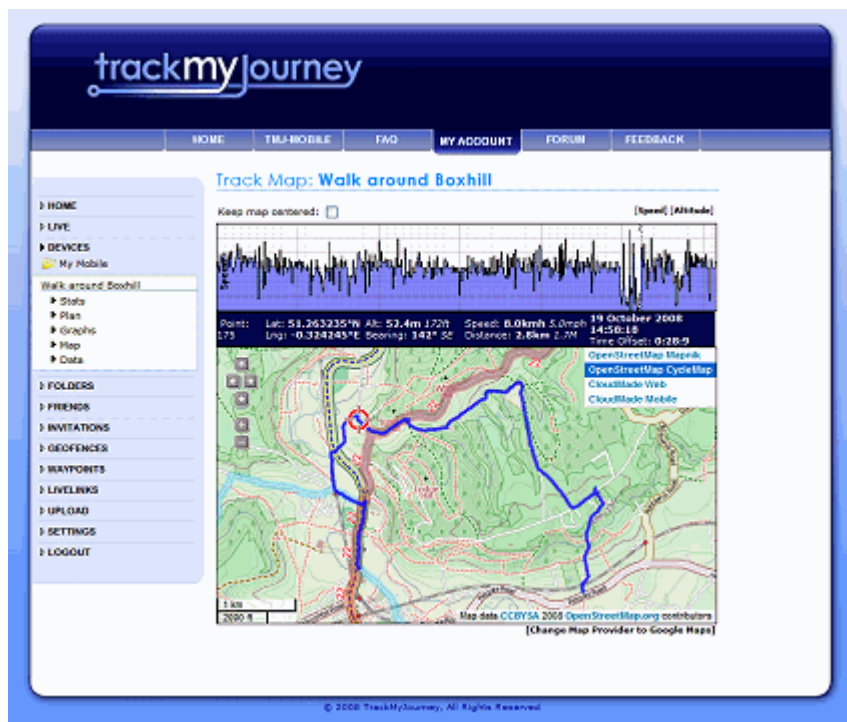 trackmyjourney
HOME TMJ-MOBILE FAQ MY ACCOUNT FORUM FEEDBACK
Track Map: Walk around Boxhill
Keep map centered:
[Speed] [Altitude]
HOME
LIVE
DEVICES
My Mobile
Walk around Boxhill
Stats
Plan
Graphs
Map
Data
FOLDERS
FRIENDS
INVITATIONS
GEOFENCES
WAYPOINTS
LIVELINKS
UPLOAD
SETTINGS
LOGOUT
Point: 175
Lat: 51.263235°N Alt: 52.4m 172ft Speed: 8.0kmh 5.0mph
Lng: -0.324245°E Bearing: 142° SE Distance: 2.8km 1.7M
19 October 2008
14:58:18
Time Offset: 0:28:9
OpenStreetMap Mapnik
OpenStreetMap CycleMap
CloudMade Web
CloudMade Mobile
22
22
22
1 km
2000 ft
Map data CCBYSA 2008 OpenStreetMap.org contributors
[Change Map Provider to Google Maps]
© 2008 TrackMyJourney, All Rights Reserved